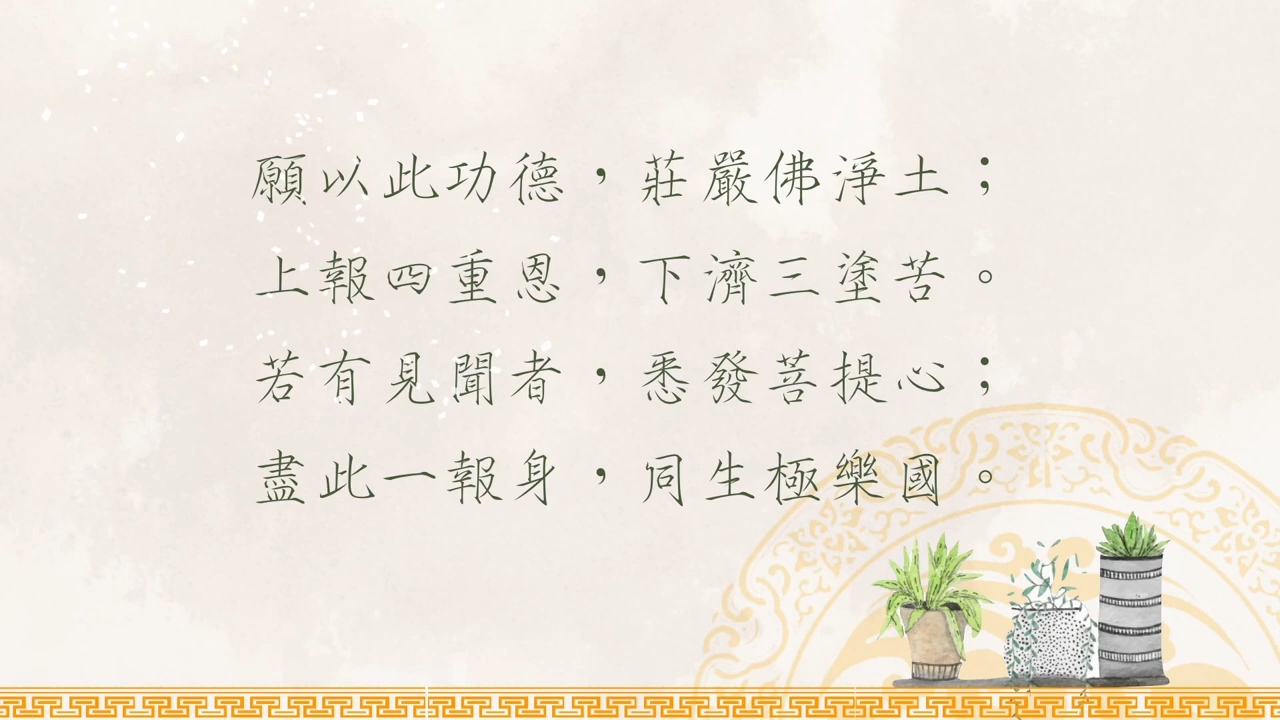 願以此功德，莊嚴佛淨土；
上報四重恩，下濟三塗苦。
若有見聞者，悉發菩提心；
盡此一報身，同生極樂國。